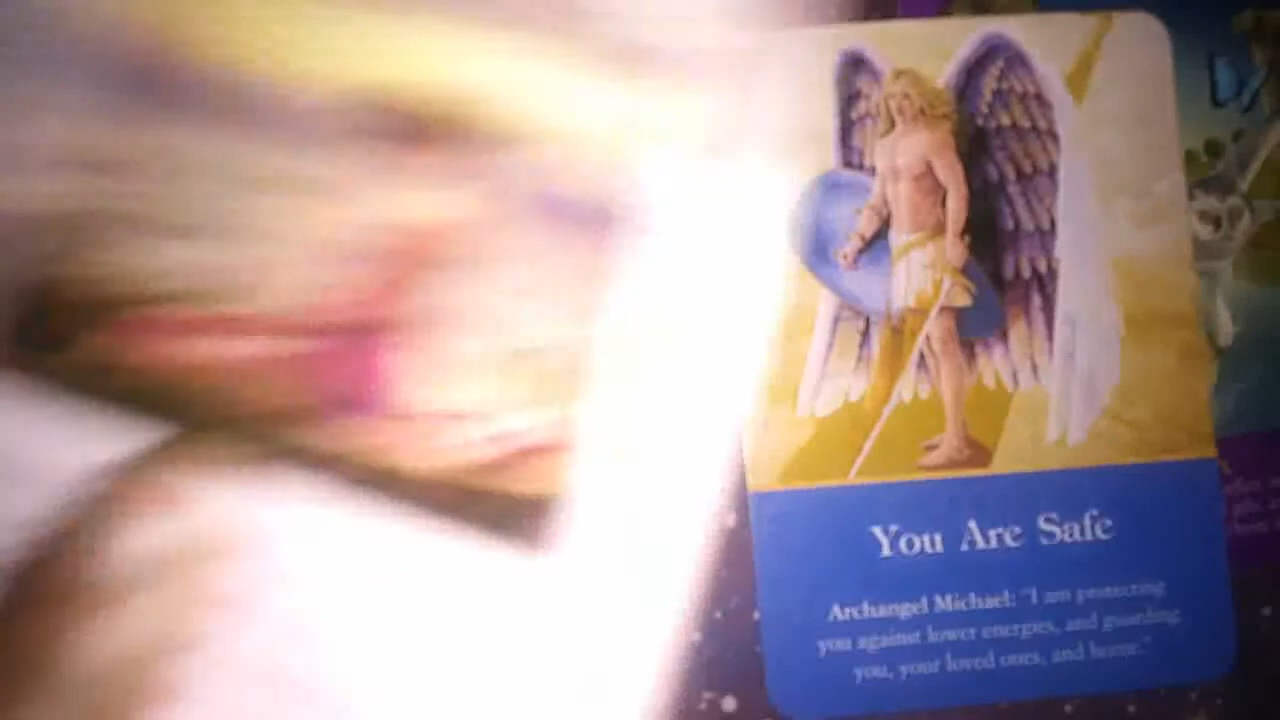 You Are Safe
Archangel Michael: "I am protecting
you against lower energies, and guarding
you, your loved ones, and home."